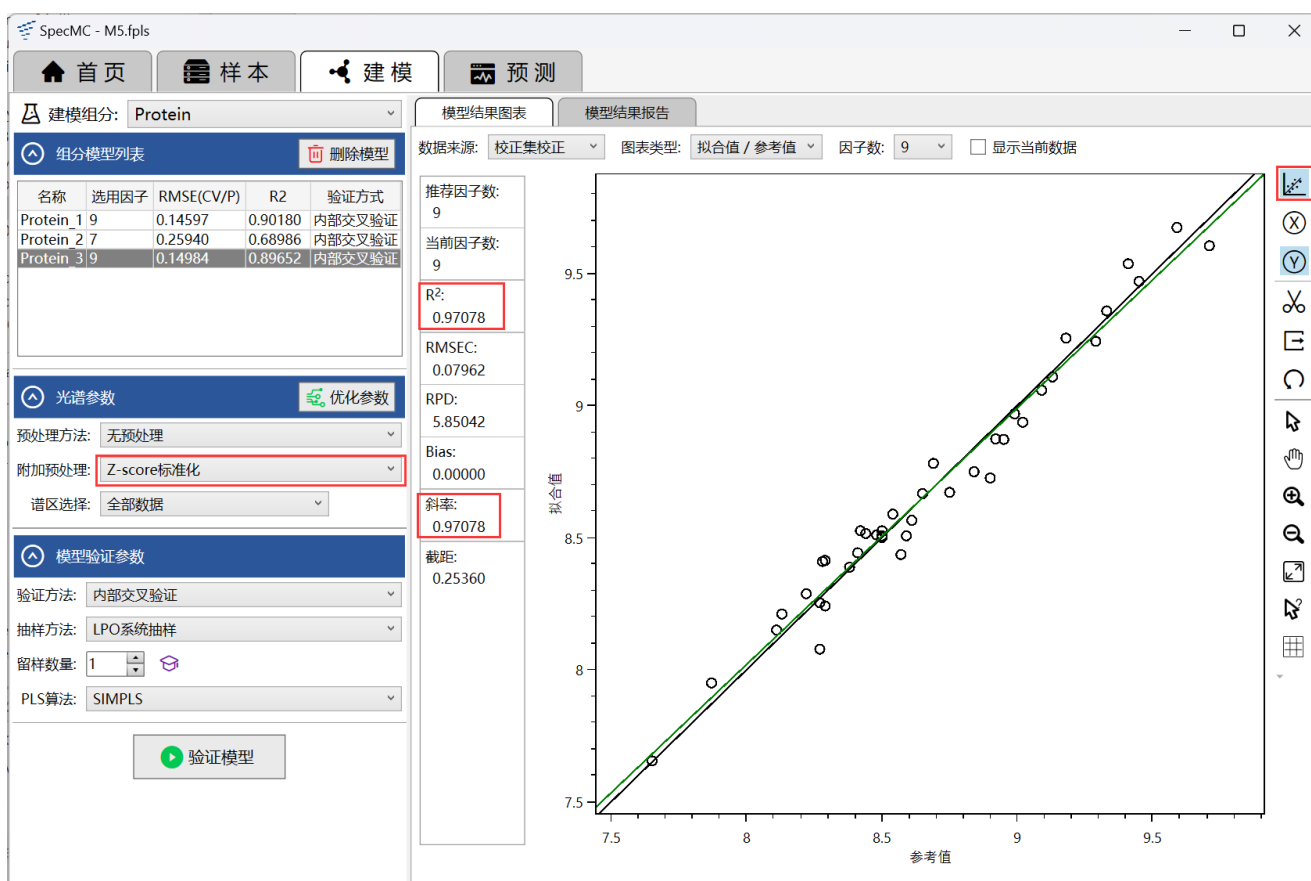 SpecMC - M5.fpls
首页
样本
建模
预测
建模组分: Protein
组分模型列表
删除模型
名称 选用因子 RMSE(CV/P) R2 验证方式
Protein_1 9 0.14597 0.90180 内部交叉验证
Protein_2 7 0.25940 0.68986 内部交叉验证
Protein_3 9 0.14984 0.89652 内部交叉验证
光谱参数
优化参数
预处理方法: 无预处理
附加预处理: Z-score标准化
谱区选择: 全部数据
模型验证参数
验证方法: 内部交叉验证
抽样方法: LPO系统抽样
留样数量: 1
PLS算法: SIMPLS
验证模型
模型结果图表
模型结果报告
数据来源: 校正集校正 图表类型: 拟合值 / 参考值 因子数: 9 显示当前数据
推荐因子数:
9
当前因子数:
9
R²:
0.97078
RMSEC:
0.07962
RPD:
5.85042
Bias:
0.00000
斜率:
0.97078
截距:
0.25360
拟合值
9.5
9
8.5
8
7.5
7.5 8 8.5 9 9.5
参考值
X
Y
?